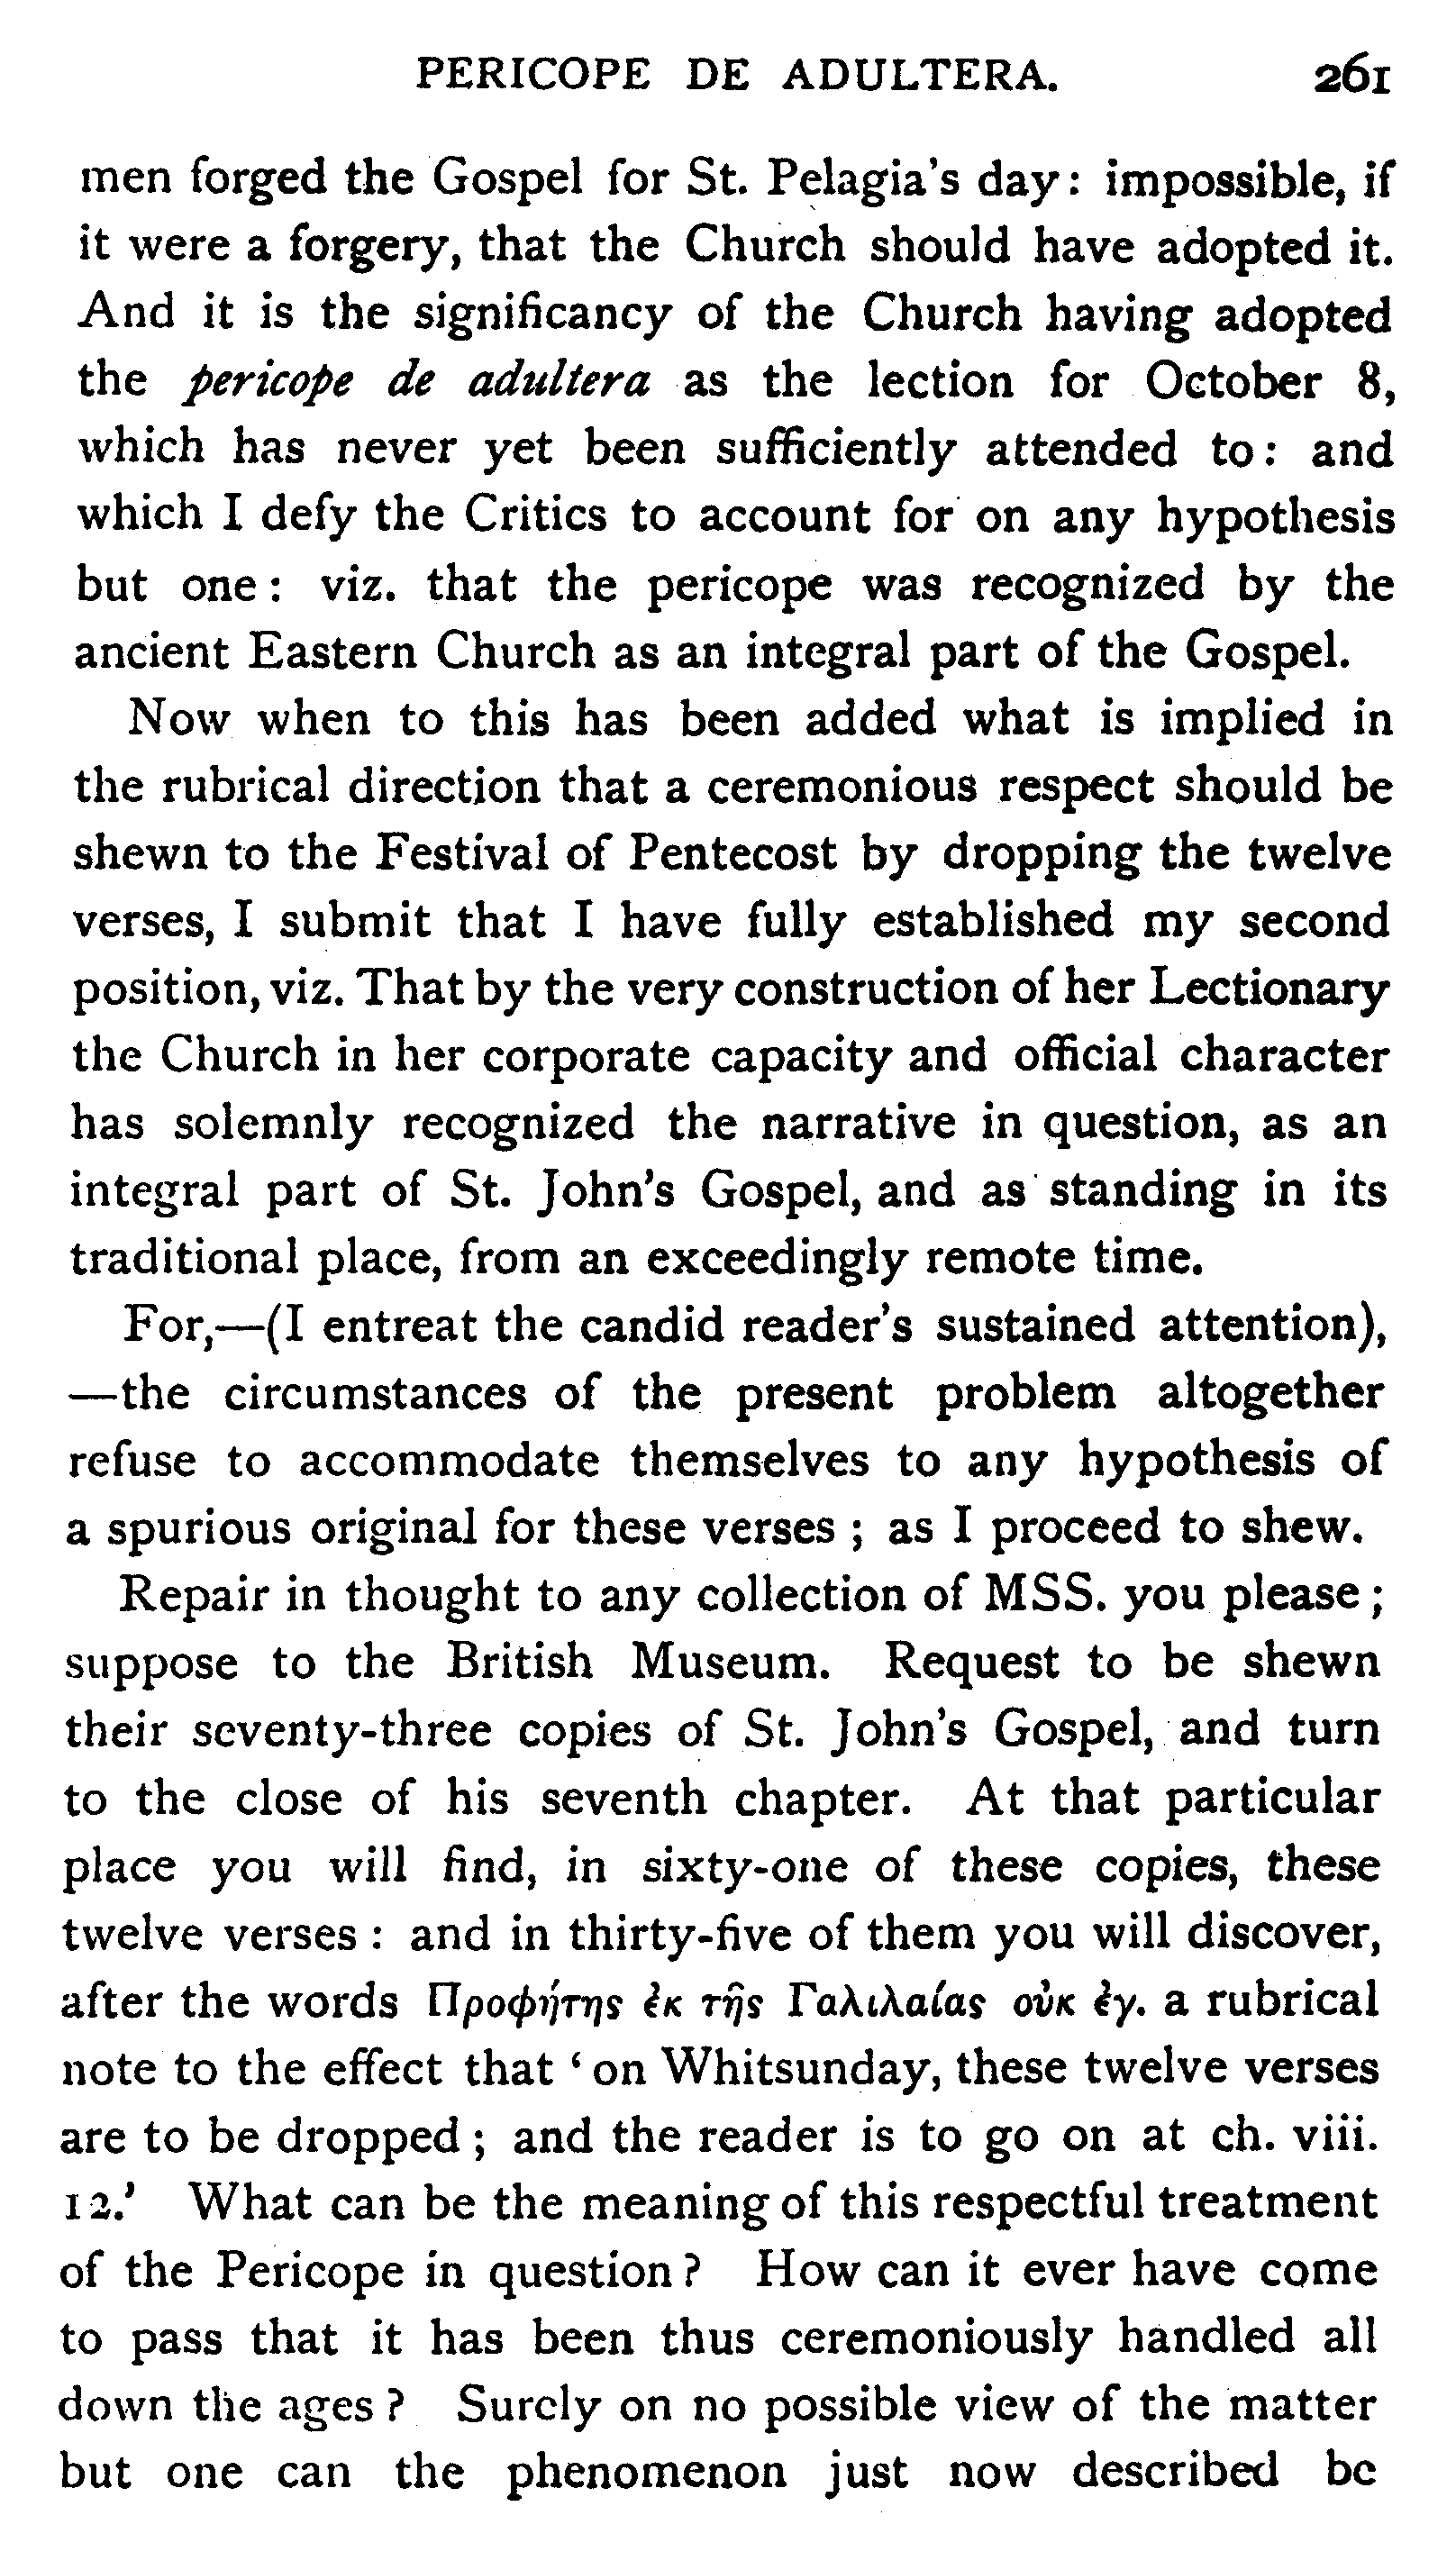 PERICOPE DE ADULTERA. 261
men forged the Gospel for St. Pelagia's day: impossible, if
it were a forgery, that the Church should have adopted it.
And it is the significancy of the Church having adopted
the pericope de adultera as the lection for October 8,
which has never yet been sufficiently attended to: and
which I defy the Critics to account for on any hypothesis
but one: viz. that the pericope was recognized by the
ancient Eastern Church as an integral part of the Gospel.
Now when to this has been added what is implied in
the rubrical direction that a ceremonious respect should be
shewn to the Festival of Pentecost by dropping the twelve
verses, I submit that I have fully established my second
position, viz. That by the very construction of her Lectionary
the Church in her corporate capacity and official character
has solemnly recognized the narrative in question, as an
integral part of St. John's Gospel, and as standing in its
traditional place, from an exceedingly remote time.
For,—(I entreat the candid reader's sustained attention),
—the circumstances of the present problem altogether
refuse to accommodate themselves to any hypothesis of
a spurious original for these verses; as I proceed to shew.
Repair in thought to any collection of MSS. you please;
suppose to the British Museum. Request to be shewn
their seventy-three copies of St. John's Gospel, and turn
to the close of his seventh chapter. At that particular
place you will find, in sixty-one of these copies, these
twelve verses: and in thirty-five of them you will discover,
after the words Προφήτης ἐκ τῆς Γαλιλαίας οὐκ ἐγ. a rubrical
note to the effect that ‘on Whitsunday, these twelve verses
are to be dropped; and the reader is to go on at ch. viii.
12.’ What can be the meaning of this respectful treatment
of the Pericope in question? How can it ever have come
to pass that it has been thus ceremoniously handled all
down the ages? Surely on no possible view of the matter
but one can the phenomenon just now described be